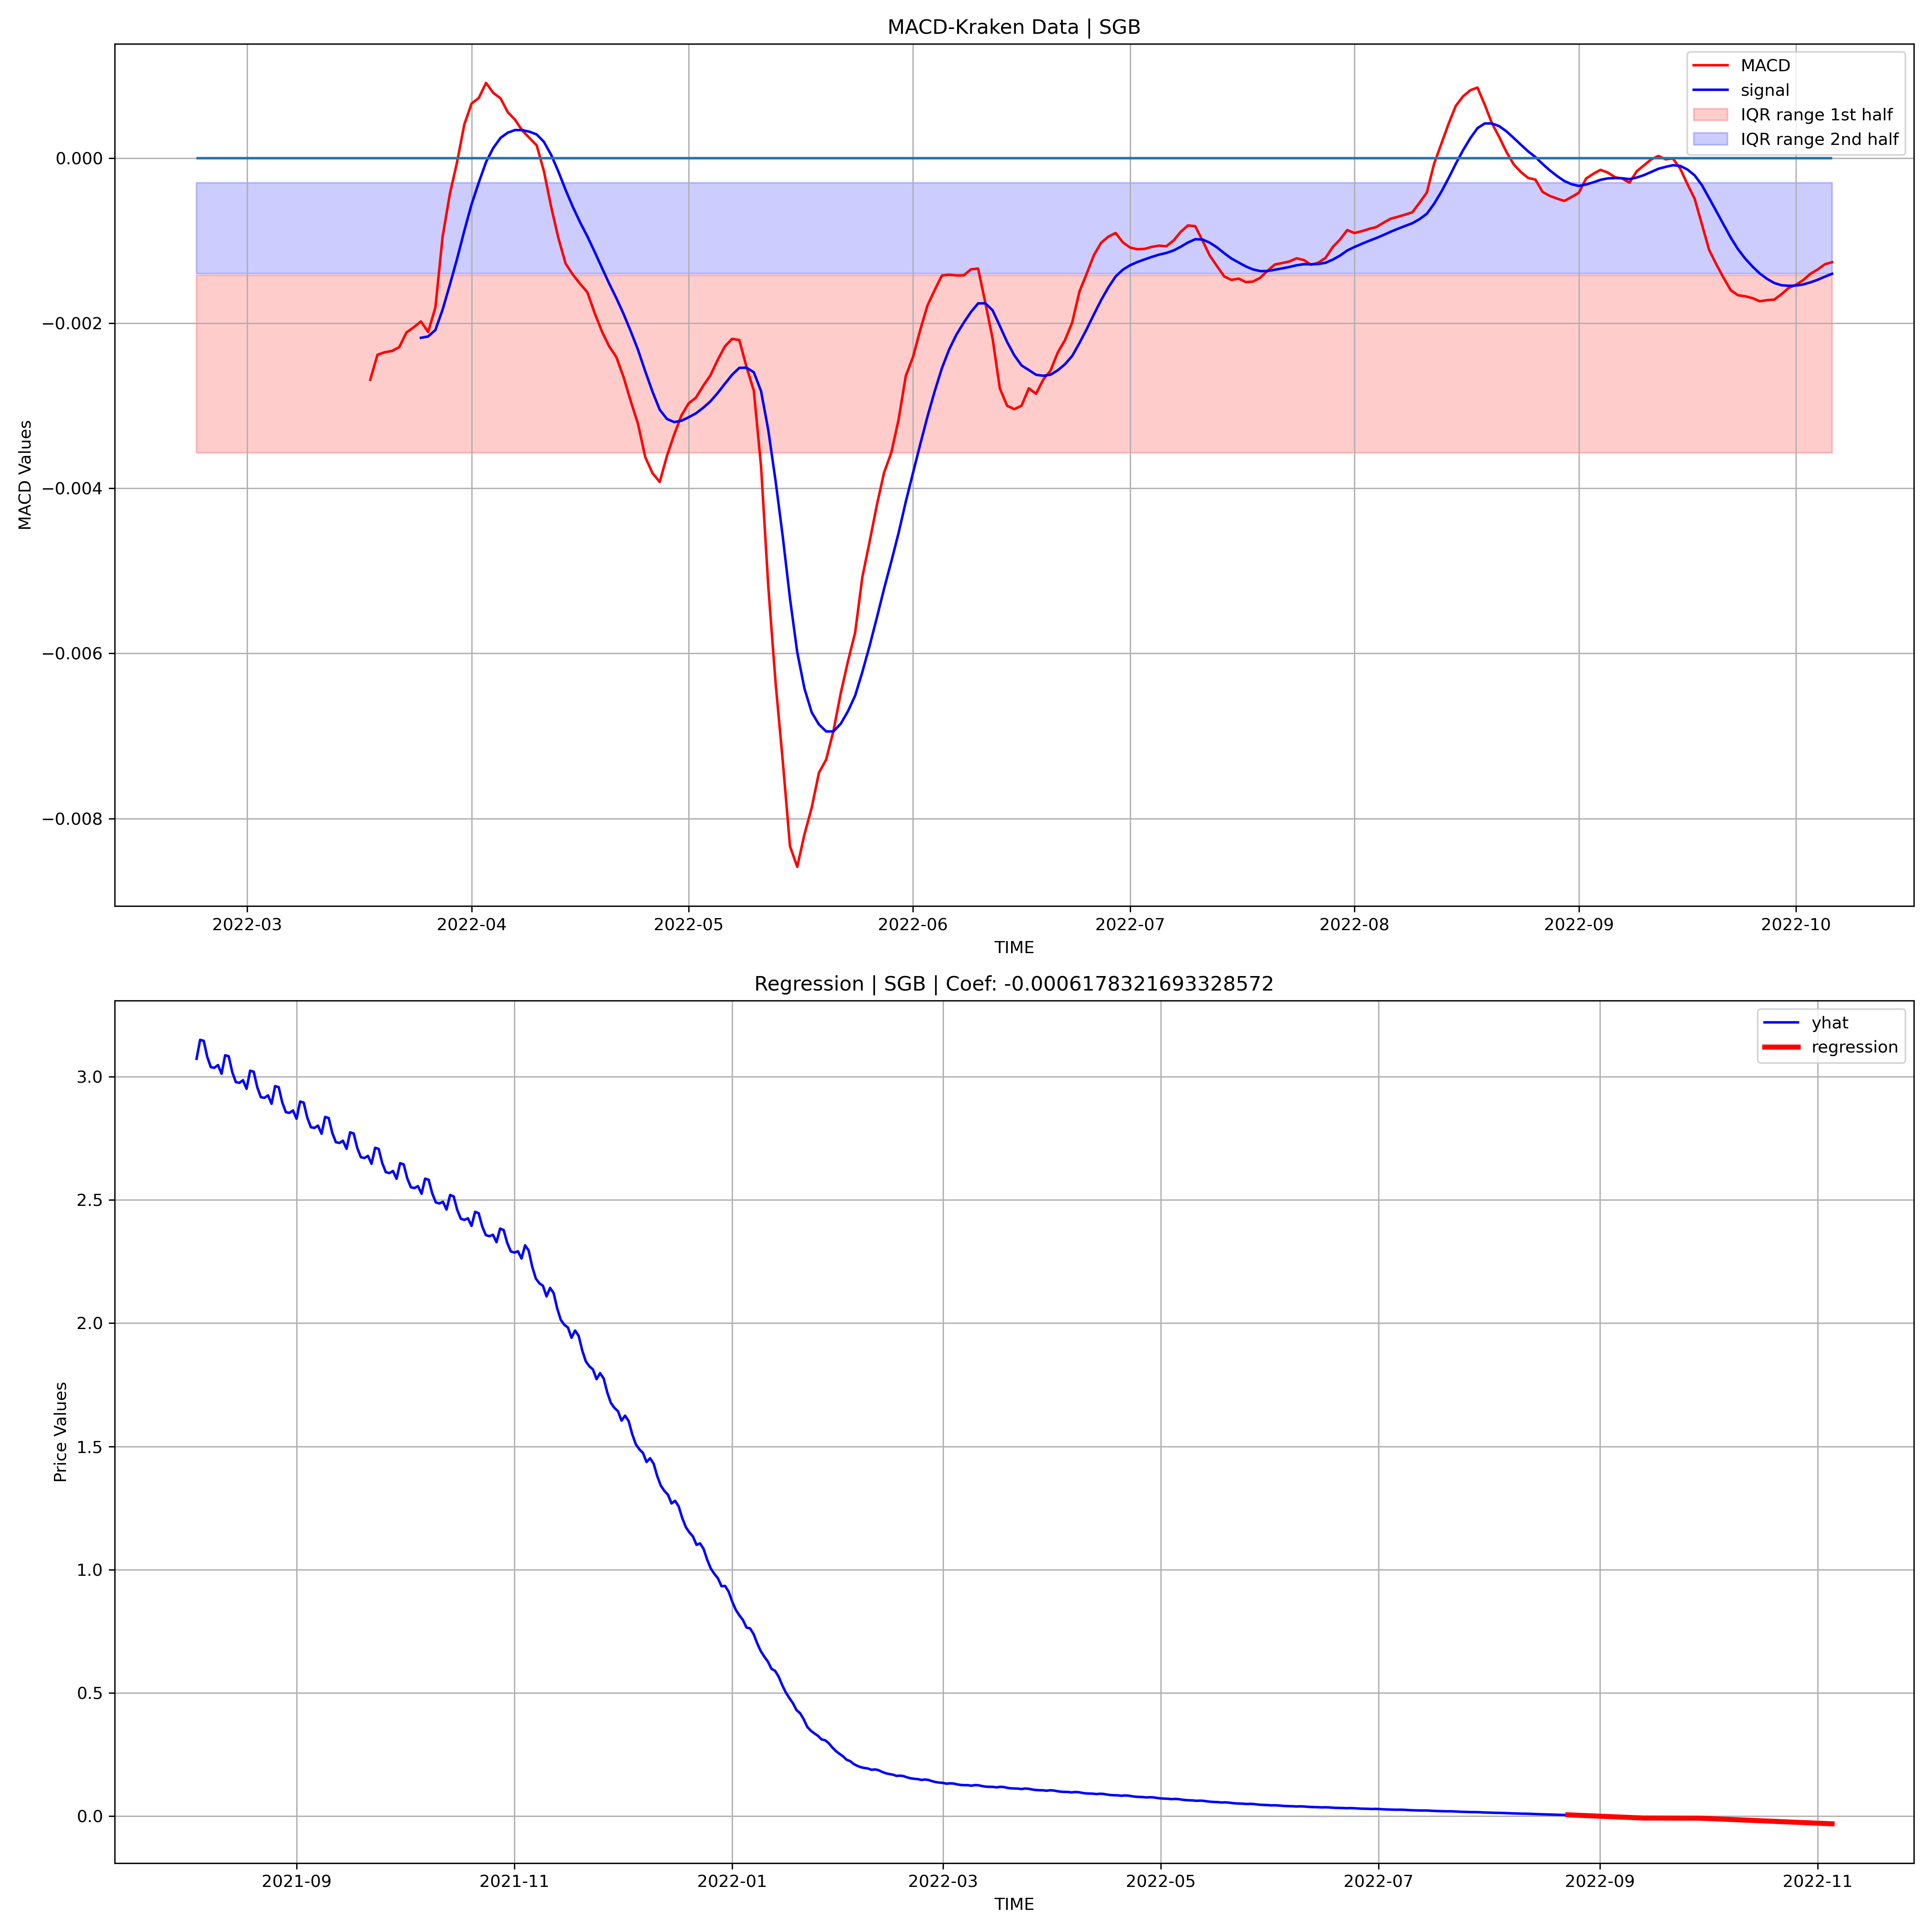 MACD-Kraken Data | SGB
MACD
signal
IQR range 1st half
IQR range 2nd half
0.000
−0.002
−0.004
−0.006
−0.008
MACD Values
2022-03 2022-04 2022-05 2022-06 2022-07 2022-08 2022-09 2022-10
TIME
Regression | SGB | Coef: -0.0006178321693328572
yhat
regression
3.0
2.5
2.0
1.5
1.0
0.5
0.0
Price Values
2021-09 2021-11 2022-01 2022-03 2022-05 2022-07 2022-09 2022-11
TIME